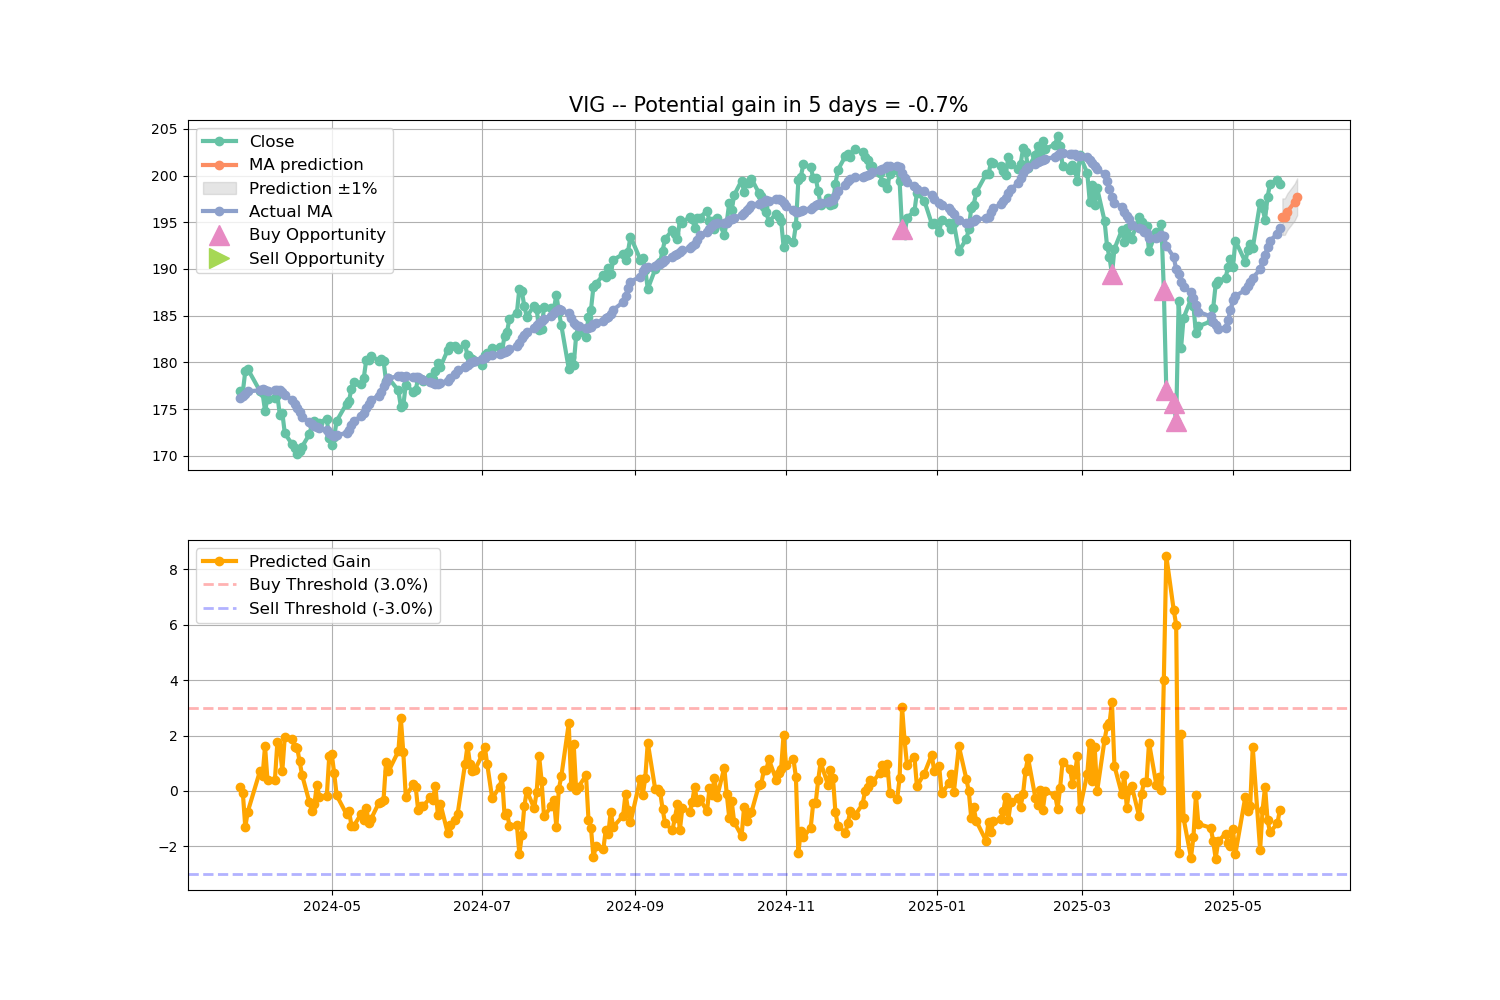 VIG -- Potential gain in 5 days = -0.7%
205
200
195
190
185
180
175
170
Close
MA prediction
Prediction ±1%
Actual MA
Buy Opportunity
Sell Opportunity
8
6
4
2
0
−2
Predicted Gain
Buy Threshold (3.0%)
Sell Threshold (-3.0%)
2024-05
2024-07
2024-09
2024-11
2025-01
2025-03
2025-05